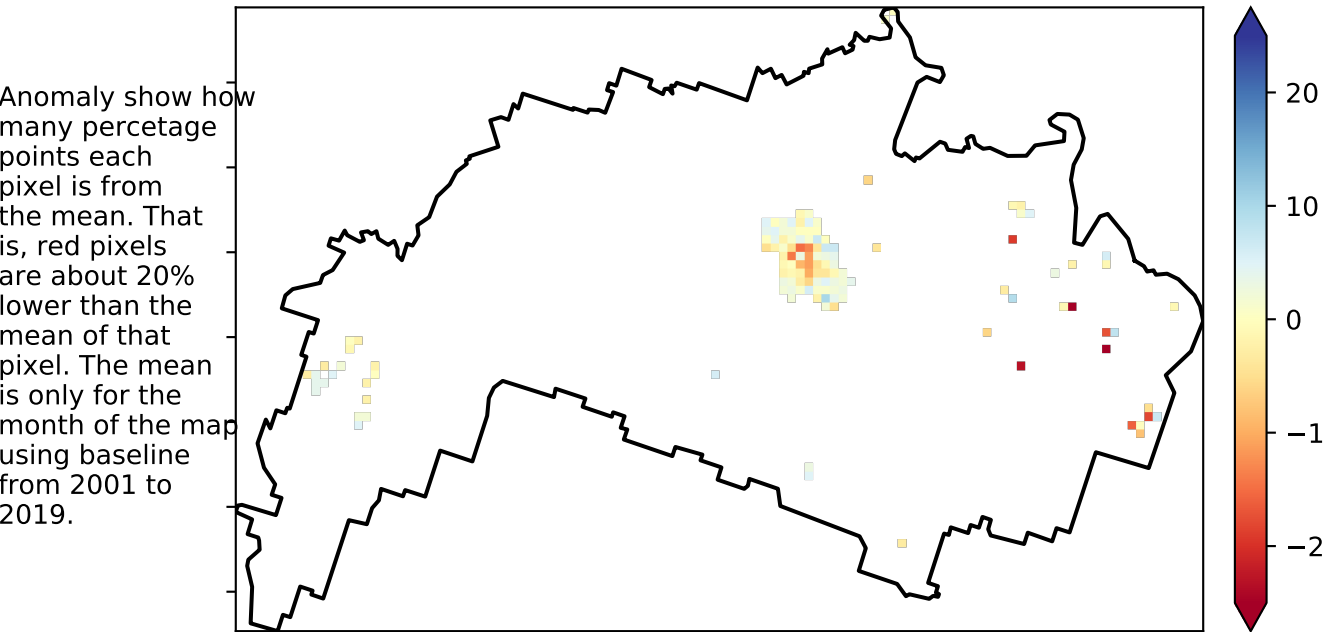 Anomaly show how
many percetage
points each
pixel is from
the mean. That
is, red pixels
are about 20%
lower than the
mean of that
pixel. The mean
is only for the
month of the map
using baseline
from 2001 to
2019.
20
10
0
−1
−2